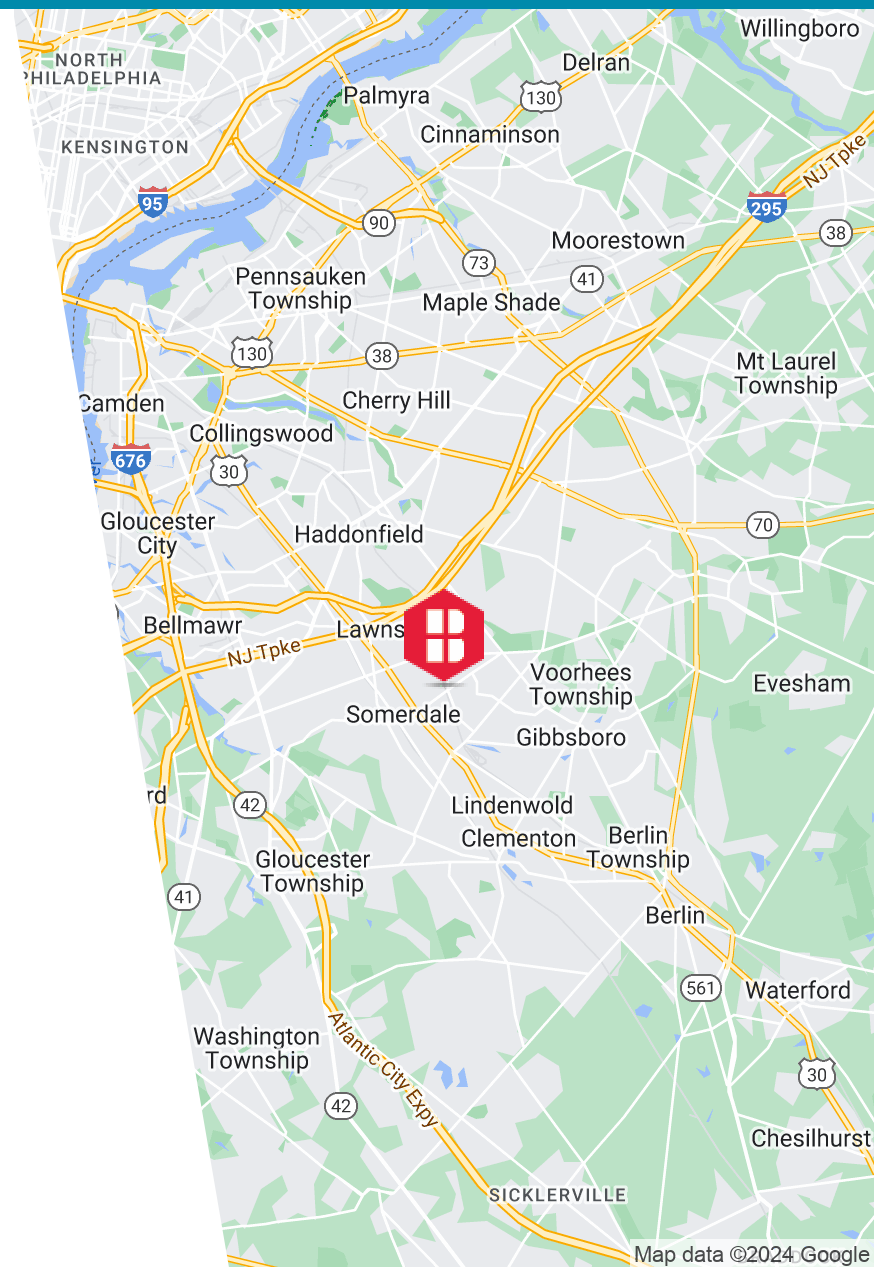 Willingboro
NORTH
PHILADELPHIA
Delran
130
Palmyra
Cinnaminson
KENSINGTON
NJ Tpke
95
295
90
38
Moorestown
73
41
Pennsauken
Township
Maple Shade
130
38
Mt Laurel
Township
Camden
Cherry Hill
Collingswood
676
30
Gloucester
City
70
Haddonfield
Bellmawr
Lawns
NJ Tpke
Voorhees
Township
Evesham
Somerdale
Gibbsboro
rd
42
Lindenwold
Clementon
Berlin
Township
Gloucester
Township
41
Berlin
561
Waterford
Washington
Township
Atlantic City Expy
30
42
Chesilhurst
SICKLERVILLE
Map data ©2024 Google